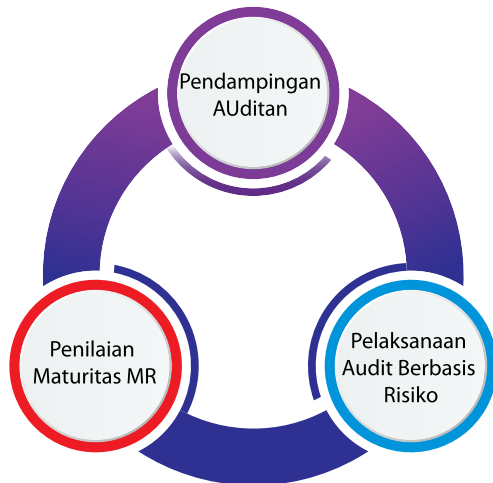 Pendampingan
AUditan
Penilaian
Maturitas MR
Pelaksanaan
Audit Berbasis
Risiko